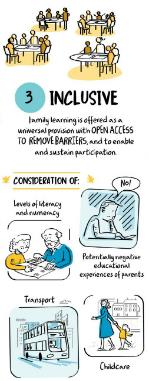 3 INCLUSIVE
Family learning is offered as a
universal provision with OPEN ACCESS
TO REMOVE BARRIERS, and to enable
and sustain participation.
CONSIDERATION OF:
Levels of literacy
and numeracy
No!
Potentially negative
educational
experiences of parents
Transport
Childcare